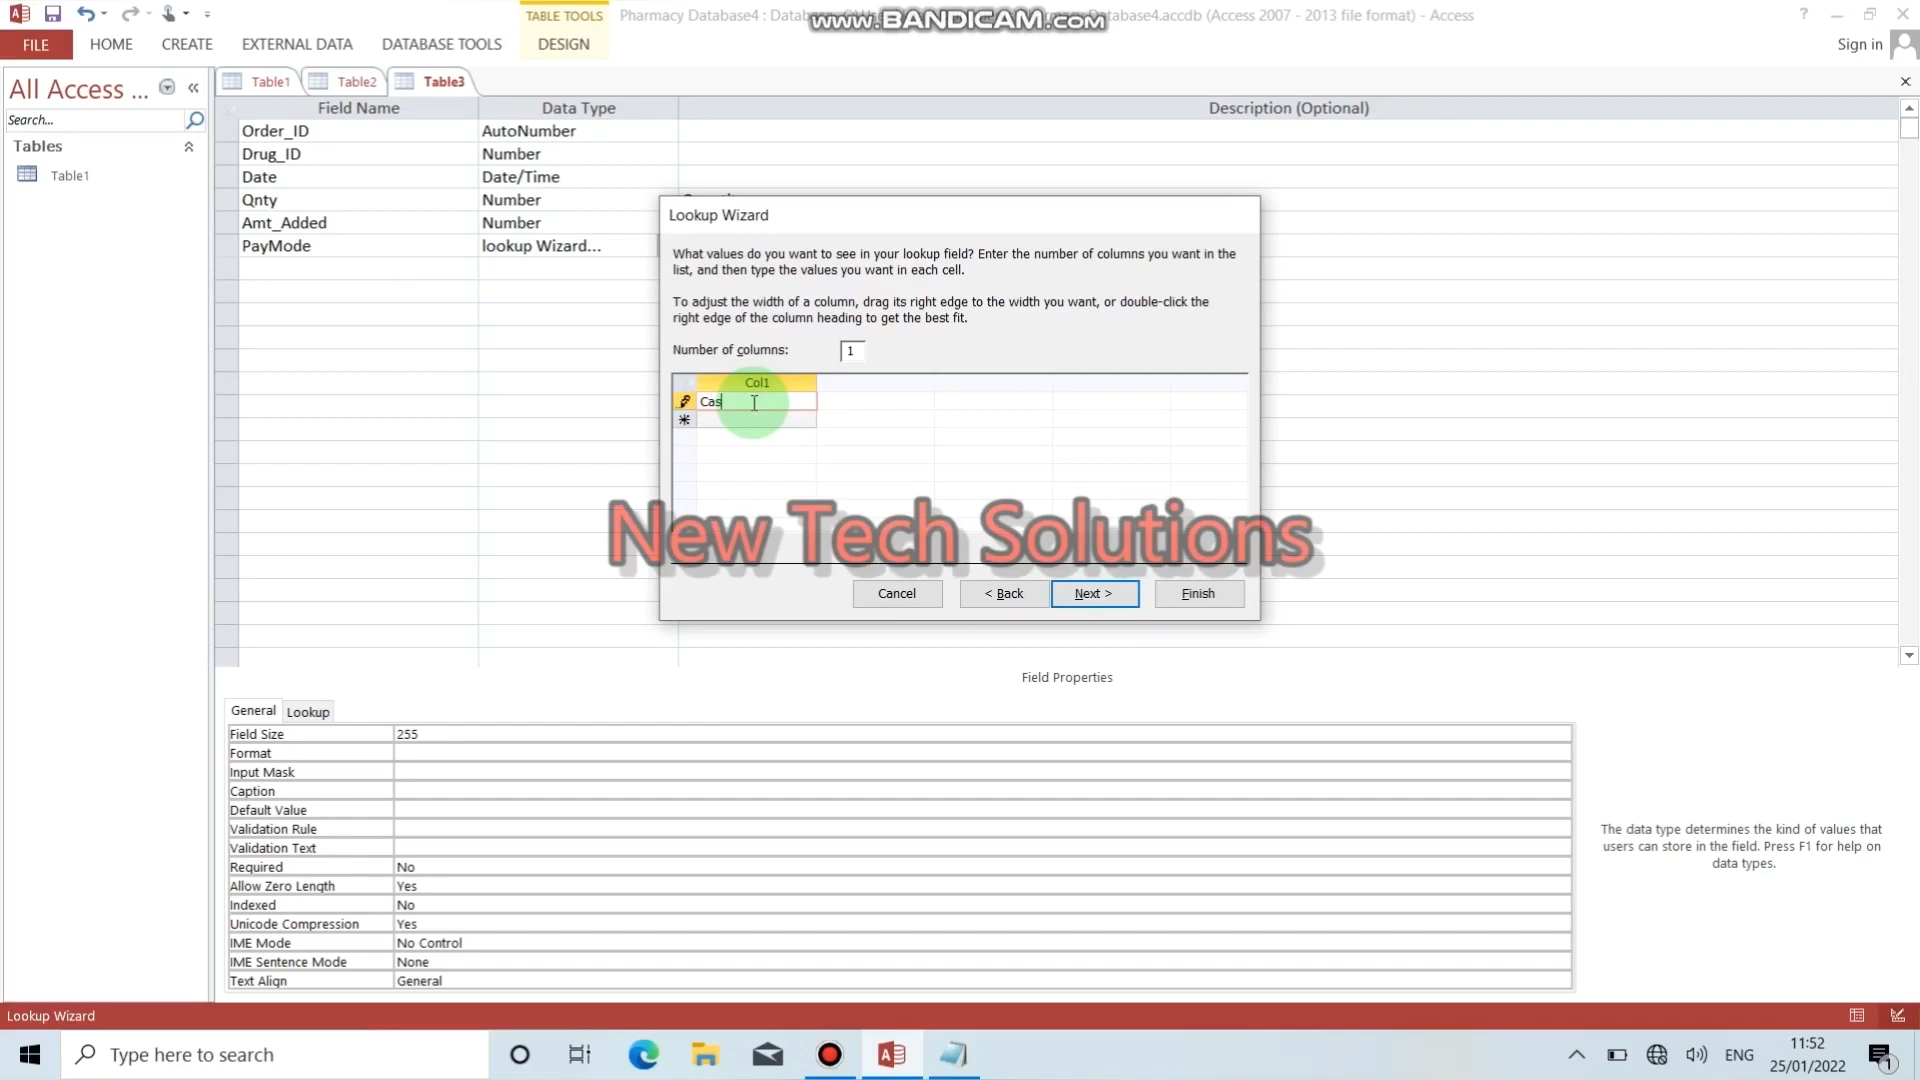 Pharmacy Database4 : Databa
www.BANDICAM.com
Database4.accdb (Access 2007 - 2013 file format) - Access
TABLE TOOLS
?
FILE
HOME
CREATE
EXTERNAL DATA
DATABASE TOOLS
DESIGN
Sign in
All Access ...
Search...
Tables
Table1
Table1
Table2
Table3
Field Name
Data Type
Description (Optional)
Order_ID
AutoNumber
Drug_ID
Number
Date
Date/Time
Qnty
Number
Amt_Added
Number
PayMode
lookup Wizard...
Lookup Wizard
What values do you want to see in your lookup field? Enter the number of columns you want in the
list, and then type the values you want in each cell.
To adjust the width of a column, drag its right edge to the width you want, or double-click the
right edge of the column heading to get the best fit.
Number of columns:
1
Col1
Cas
New Tech Solutions
Cancel
< Back
Next >
Finish
Field Properties
General
Lookup
Field Size
255
Format
Input Mask
Caption
Default Value
Validation Rule
Validation Text
Required
No
Allow Zero Length
Yes
Indexed
No
Unicode Compression
Yes
IME Mode
No Control
IME Sentence Mode
None
Text Align
General
The data type determines the kind of values that
users can store in the field. Press F1 for help on
data types.
Lookup Wizard
Type here to search
ENG
11:52
25/01/2022
1